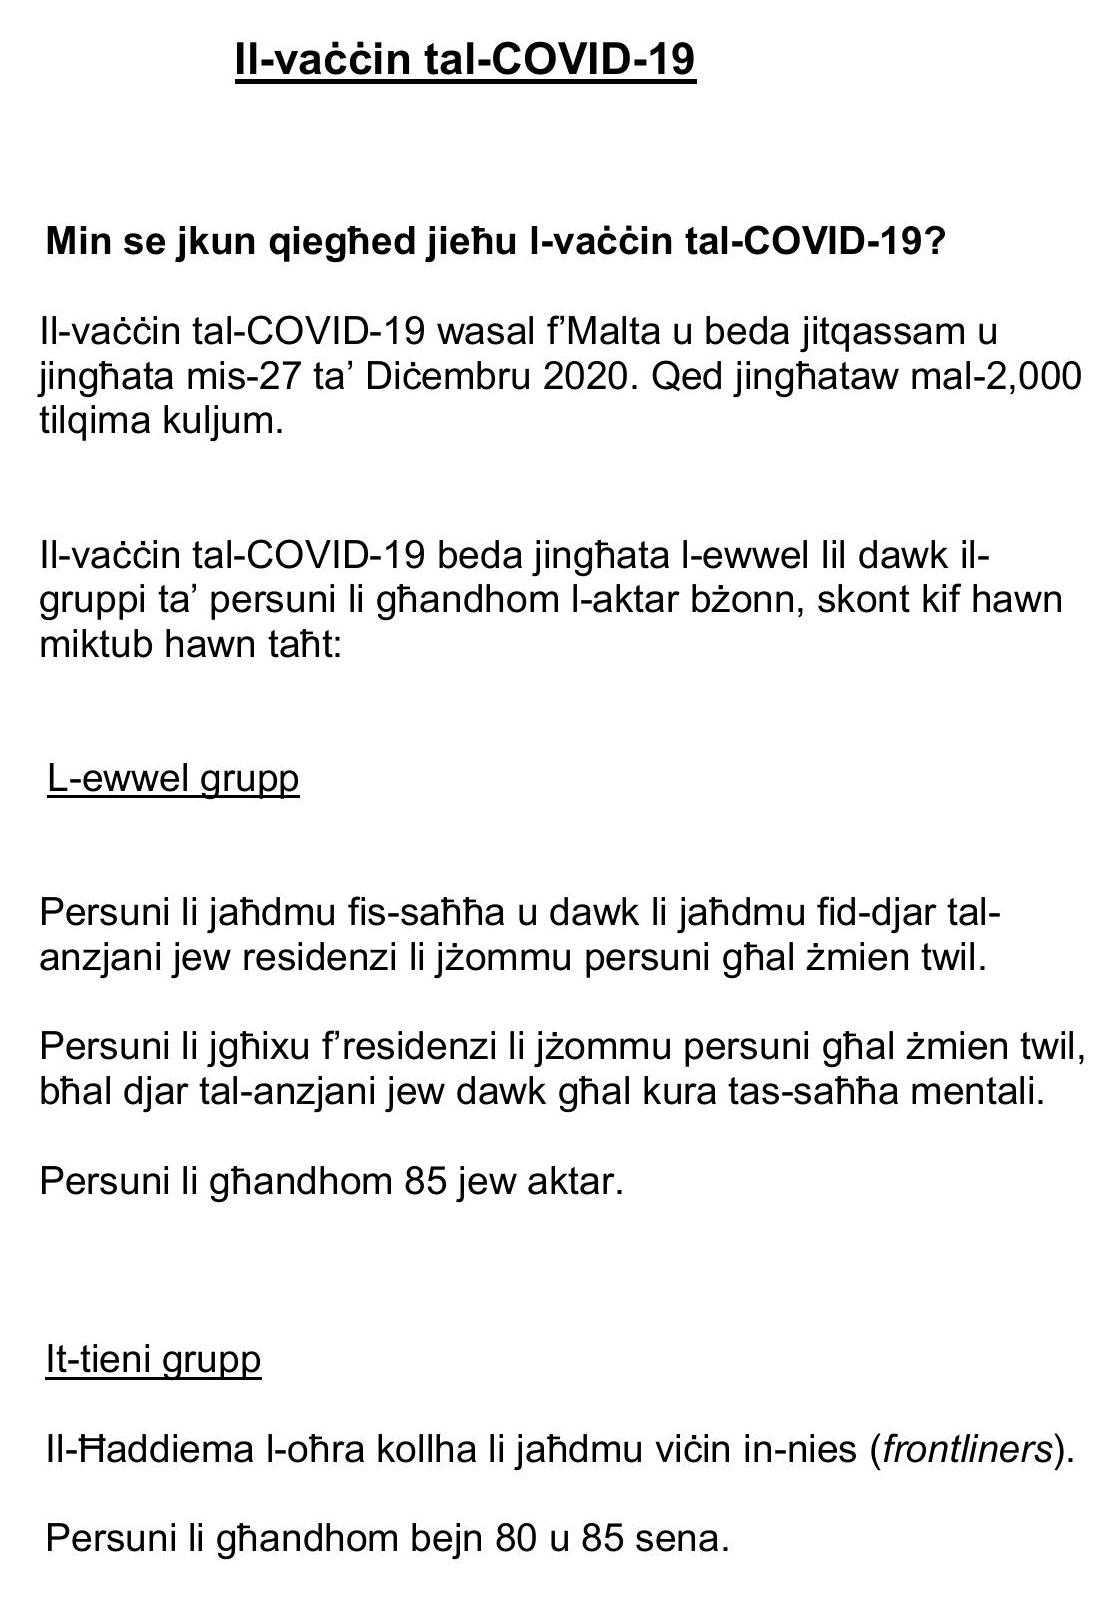 Il-vaċċin tal-COVID-19
Min se jkun qiegħed jieħu l-vaċċin tal-COVID-19?
Il-vaċċin tal-COVID-19 wasal f’Malta u beda jitqassam u
jingħata mis-27 ta’ Diċembru 2020. Qed jingħataw mal-2,000
tilqima kuljum.
Il-vaċċin tal-COVID-19 beda jingħata l-ewwel lil dawk il-
gruppi ta’ persuni li għandhom l-aktar bżonn, skont kif hawn
miktub hawn taħt:
L-ewwel grupp
Persuni li jaħdmu fis-saħħa u dawk li jaħdmu fid-djar tal-
anzjani jew residenzi li jżommu persuni għal żmien twil.
Persuni li jgħixu f’residenzi li jżommu persuni għal żmien twil,
bħal djar tal-anzjani jew dawk għal kura tas-saħħa mentali.
Persuni li għandhom 85 jew aktar.
It-tieni grupp
Il-Ħaddiema l-oħra kollha li jaħdmu viċin in-nies (frontliners).
Persuni li għandhom bejn 80 u 85 sena.